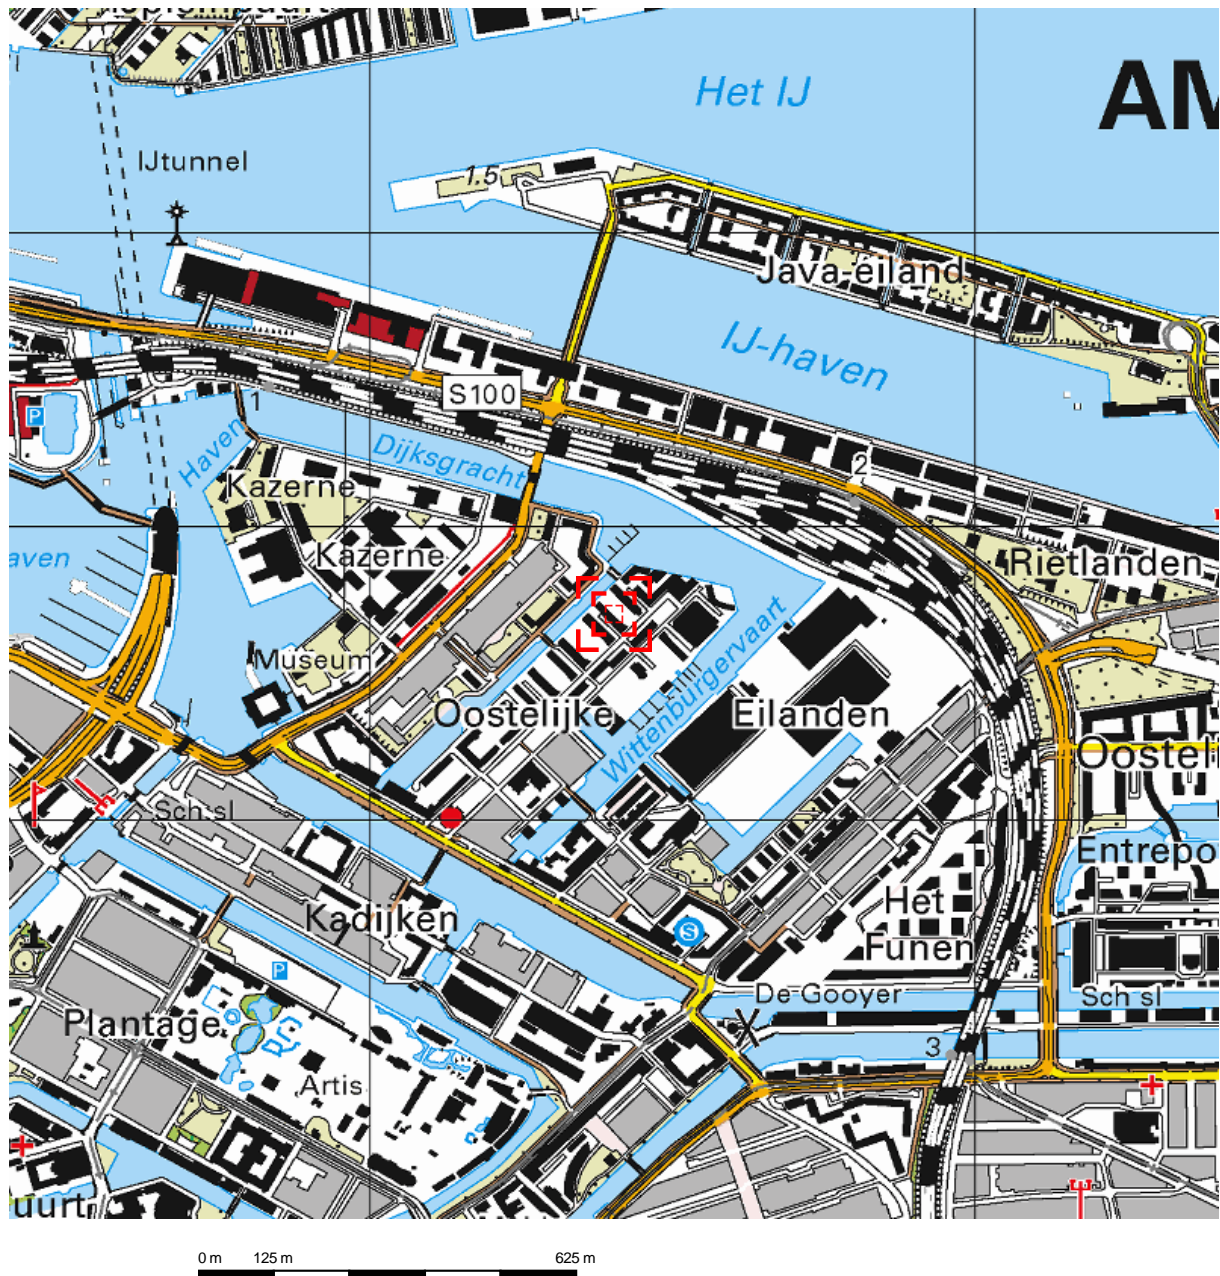 Het IJ
AM
IJtunnel
1.5
Java-eiland
IJ-haven
S100
P
1
Haven
Dijksgracht
2
Kazerne
Kazerne
aven
Rietlanden
Museum
Oostelijke
Eilanden
Wittenburgervaart
Oosteli
Sch.sl
Entrepo
Het
Funen
Kadijken
S
P
De Gooyer
Sch sl
Plantage
3
Artis
uurt
0 m 125 m 625 m